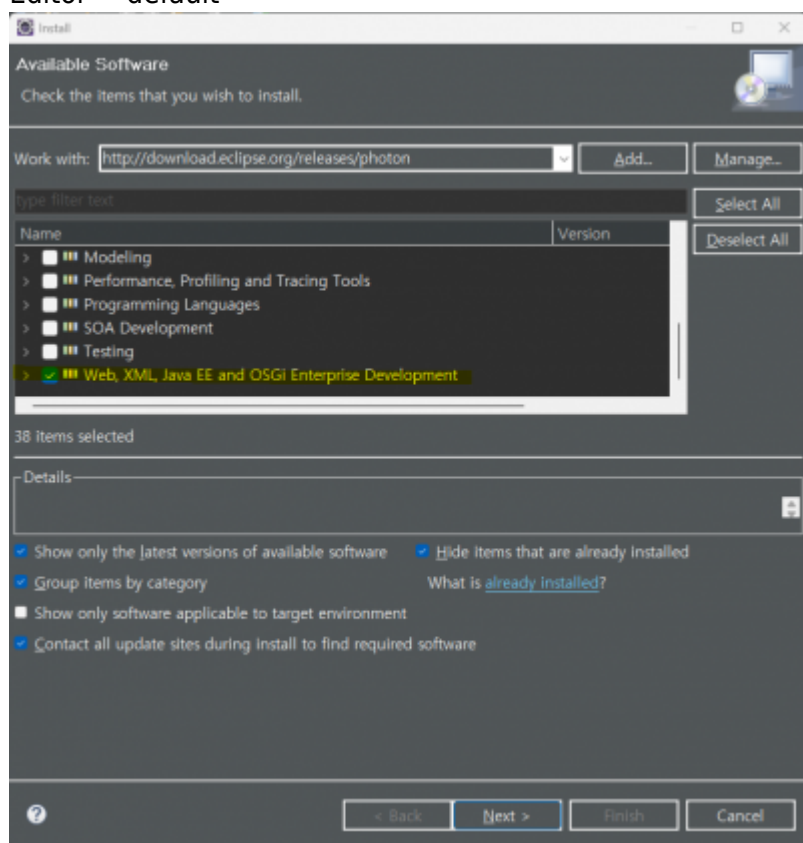 Install
Available Software
Check the items that you wish to install.
Work with: http://download.eclipse.org/releases/photon Add... Manage...
type filter text Select All
Name Version Deselect All
Modeling
Performance, Profiling and Tracing Tools
Programming Languages
SOA Development
Testing
Web, XML, Java EE and OSGi Enterprise Development
38 items selected
Details
Show only the latest versions of available software Hide items that are already installed
Group items by category What is already installed?
Show only software applicable to target environment
Contact all update sites during install to find required software
? < Back Next > Finish Cancel